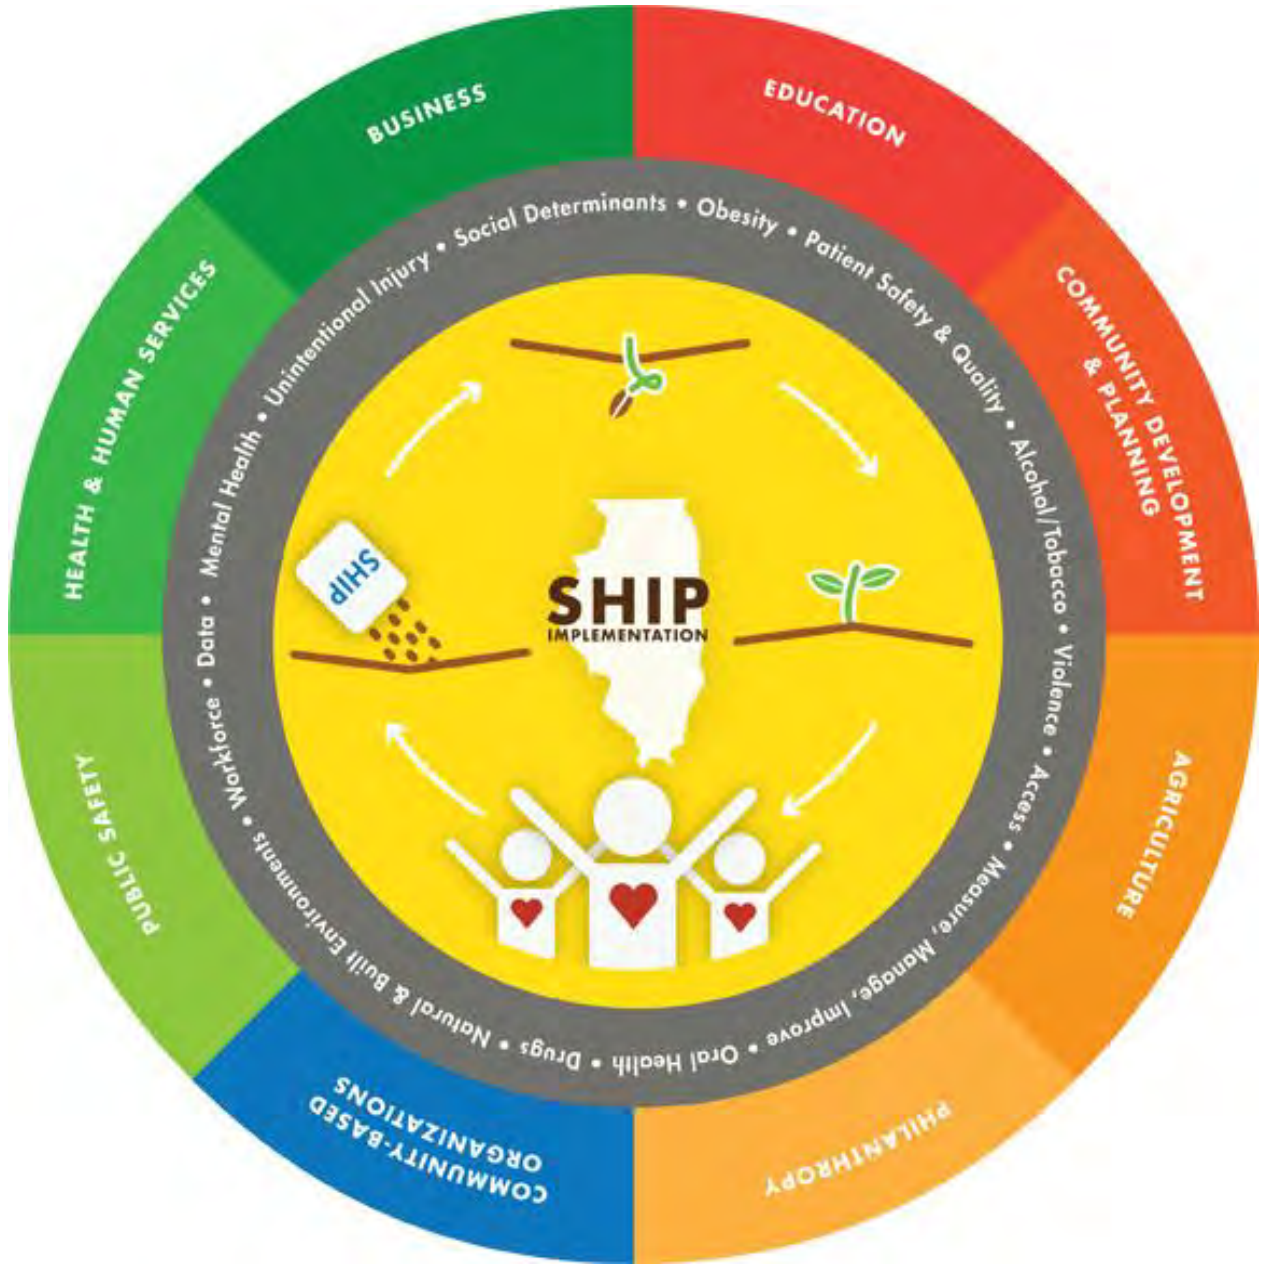 BUSINESS
EDUCATION
COMMUNITY DEVELOPMENT
& PLANNING
AGRICULTURE
PHILANTHROPY
COMMUNITY-BASED
ORGANIZATIONS
PUBLIC SAFETY
HEALTH & HUMAN SERVICES
Social Determinants • Obesity • Patient Safety & Quality • Alcohol/Tobacco • Violence • Access • Measure, Manage, Improve • Oral Health • Drugs • Natural & Built Environments • Workforce • Data • Mental Health • Unintentional Injury •
SHIP
SHIP
IMPLEMENTATION